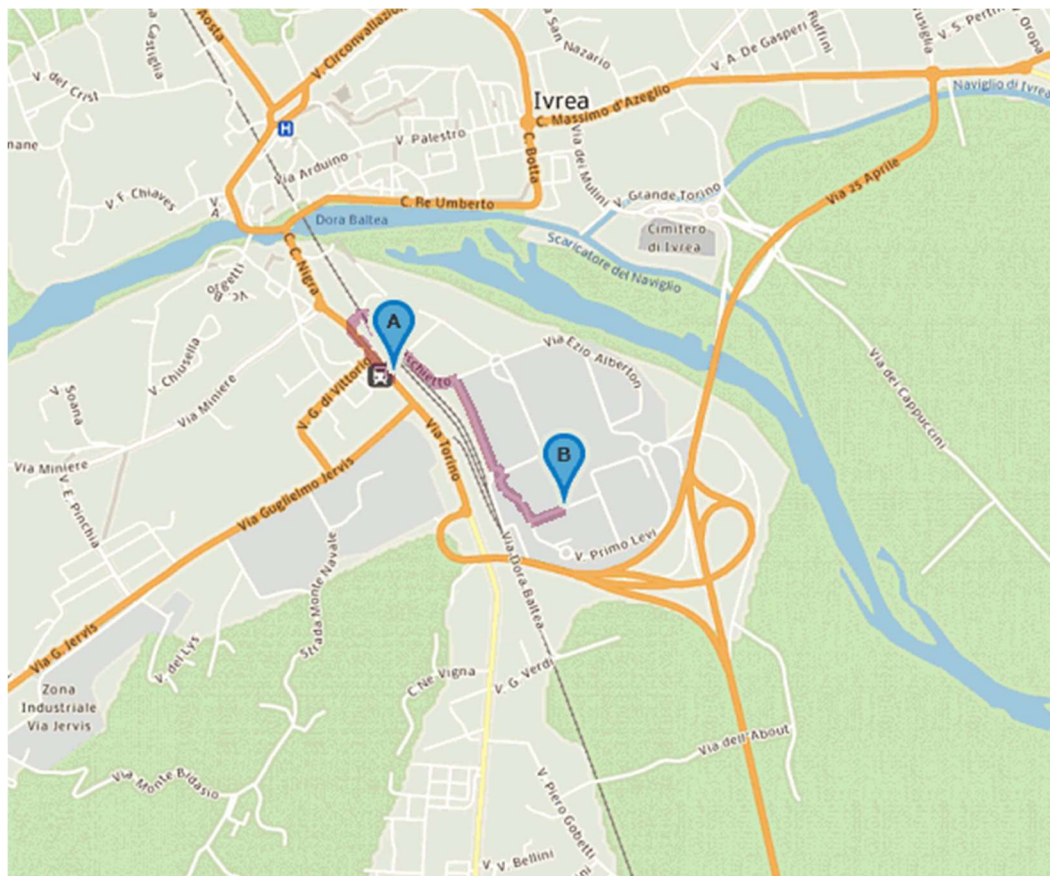 Aosta
V. Circonvallazion
Castiglia
V. dei Crist
V. San Nazario
V. A. De Gasperi
Ruffini
V. S. Pertini
Oropa
Naviglio di Ivrea
Ivrea
C. Massimo d'Azeglio
H
V. Palestro
C. Botta
Via dei Mulini
Via Arduino
V. F. Chiaves
V. Grande Torino
Via 25 Aprile
C. Re Umberto
Dora Baltea
Cimitero
di Ivrea
Scaricatore del Naviglio
C. C. Nigra
A
Via Ezio Alberton
V. Chiusella
Via Miniere
V. G. di Vittorio
schietto
Via dei Cappuccini
V. Soana
Via Torino
B
Via Miniere
V. E. Pinchia
Via Guglielmo Jervis
Via Dora Baltea
V. Primo Levi
Strada Monte Navale
Via G. Jervis
V. del Lys
C.Ne Vigna
V. G. Verdi
Zona
Industriale
Via Jervis
Via dell'About
Via Monte Bidasio
V. Piero Gobetti
V. V. Bellini